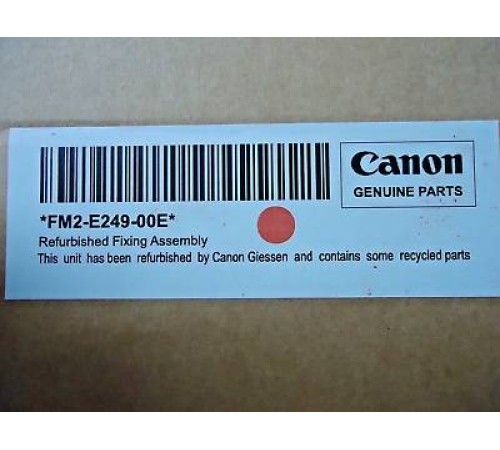 Canon
GENUINE PARTS
*FM2-E249-00E*
Refurbished Fixing Assembly
This unit has been refurbished by Canon Giessen and contains some recycled parts